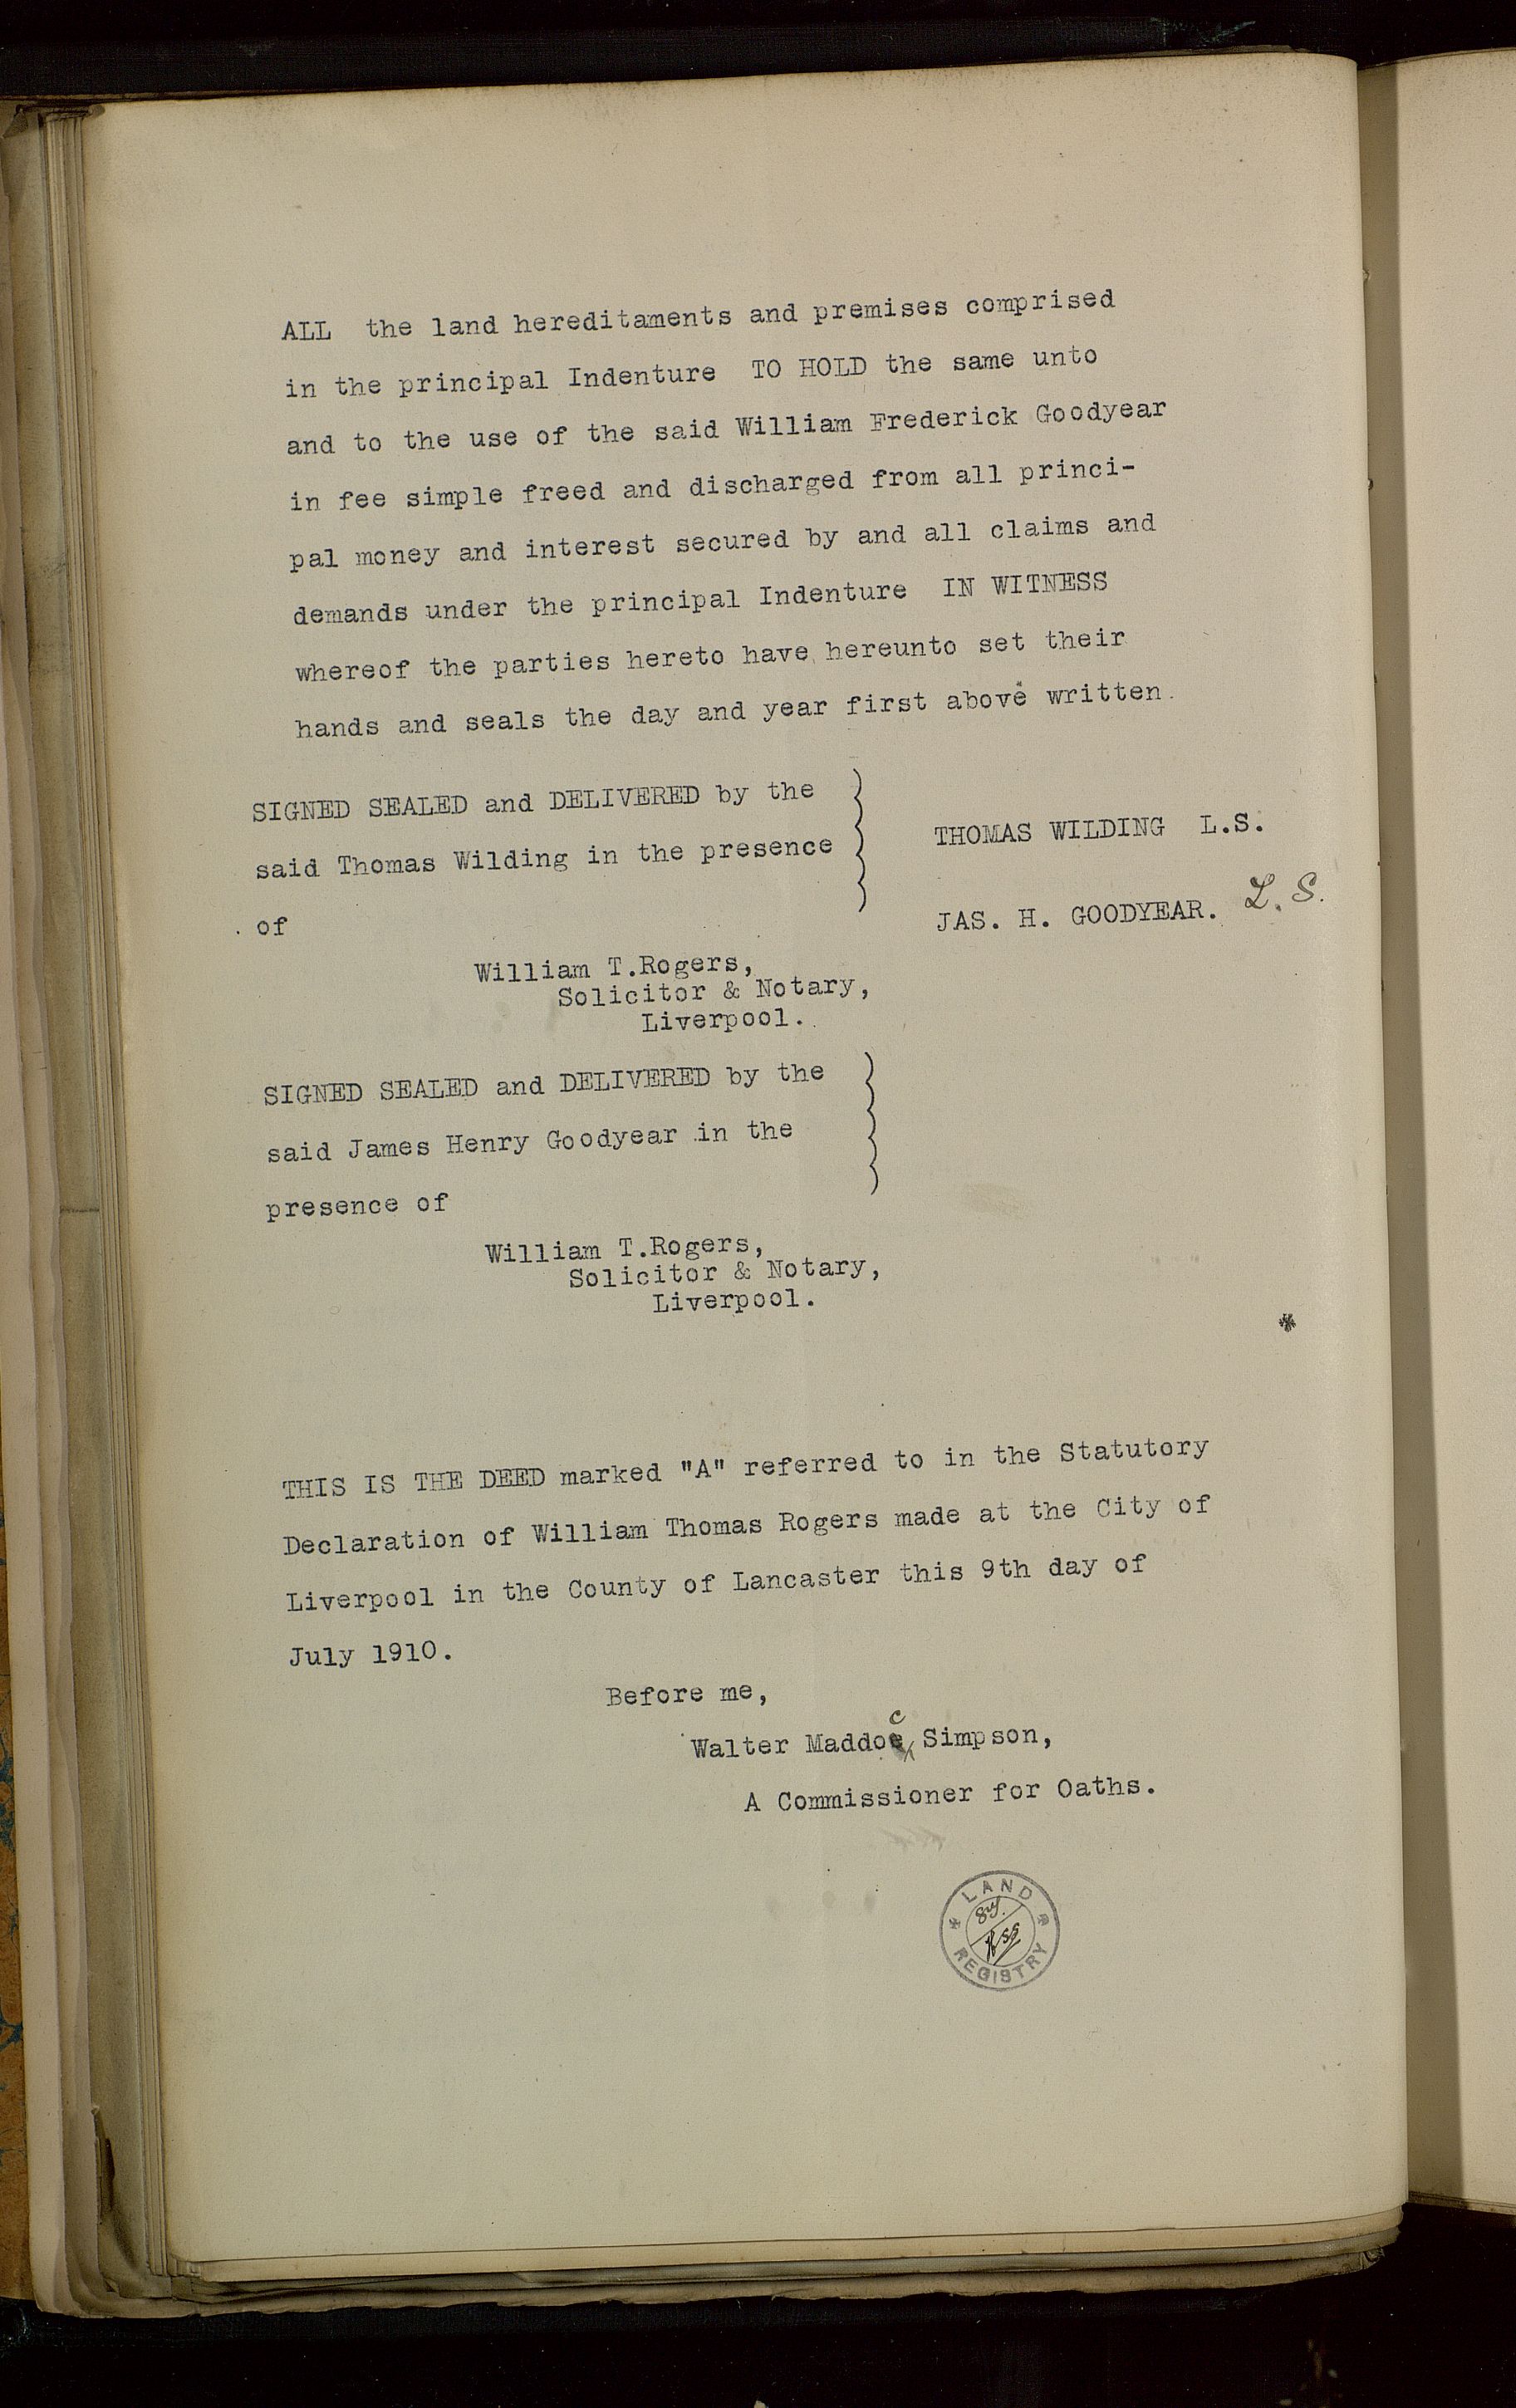 ALL the land hereditaments and premises comprised
in the principal Indenture TO HOLD the same unto
and to the use of the said William Frederick Goodyear
in fee simple freed and discharged from all princi-
pal money and interest secured by and all claims and
demands under the principal Indenture IN WITNESS
whereof the parties hereto have hereunto set their
hands and seals the day and year first above written.
SIGNED SEALED and DELIVERED by the
said Thomas Wilding in the presence
of
THOMAS WILDING L.S.
JAS. H. GOODYEAR. L.S.
William T.Rogers,
Solicitor & Notary,
Liverpool.
SIGNED SEALED and DELIVERED by the
said James Henry Goodyear in the
presence of
William T.Rogers,
Solicitor & Notary,
Liverpool.
THIS IS THE DEED marked "A" referred to in the Statutory
Declaration of William Thomas Rogers made at the City of
Liverpool in the County of Lancaster this 9th day of
July 1910.
Before me,
Walter Maddoc Simpson,
A Commissioner for Oaths.
LAND
REGISTRY